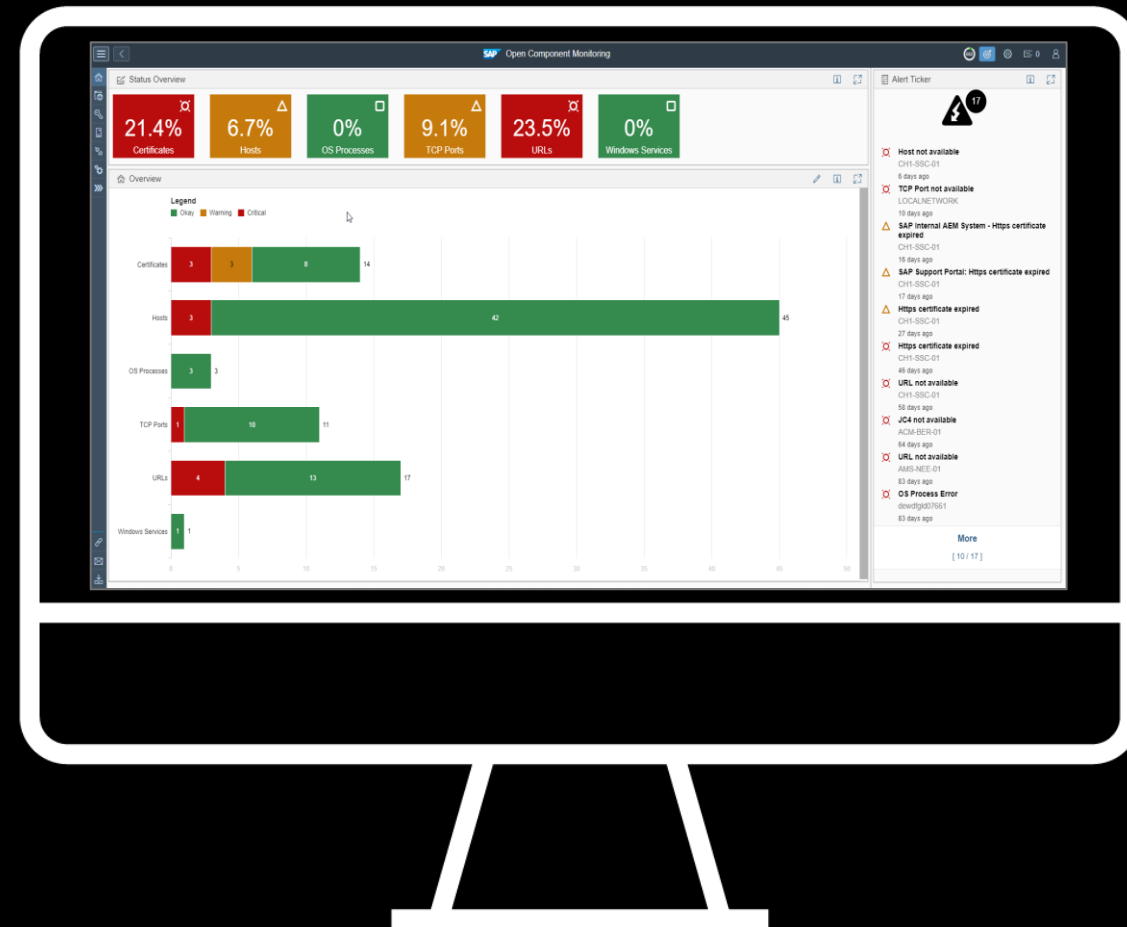 SAP Open Component Monitoring
0
Status Overview
21.4%
Certificates
6.7%
Hosts
0%
OS Processes
9.1%
TCP Ports
23.5%
URLs
0%
Windows Services
Overview
Legend
Okay Warning Critical
Certificates 3 3 8 14
Hosts 3 42 45
OS Processes 3 3
TCP Ports 1 10 11
URLs 4 13 17
Windows Services 1 1
0 5 10 15 20 25 30 35 40 45 50
Alert Ticker
17
Host not available
CH1-SSC-01
6 days ago
TCP Port not available
LOCALNETWORK
10 days ago
SAP Internal AEM System - Https certificate
expired
CH1-SSC-01
16 days ago
SAP Support Portal: Https certificate expired
CH1-SSC-01
17 days ago
Https certificate expired
CH1-SSC-01
27 days ago
Https certificate expired
CH1-SSC-01
46 days ago
URL not available
CH1-SSC-01
58 days ago
JC4 not available
ACM-BER-01
64 days ago
URL not available
AMS-NEE-01
83 days ago
OS Process Error
dewdfgld07661
83 days ago
More
[ 10 / 17 ]